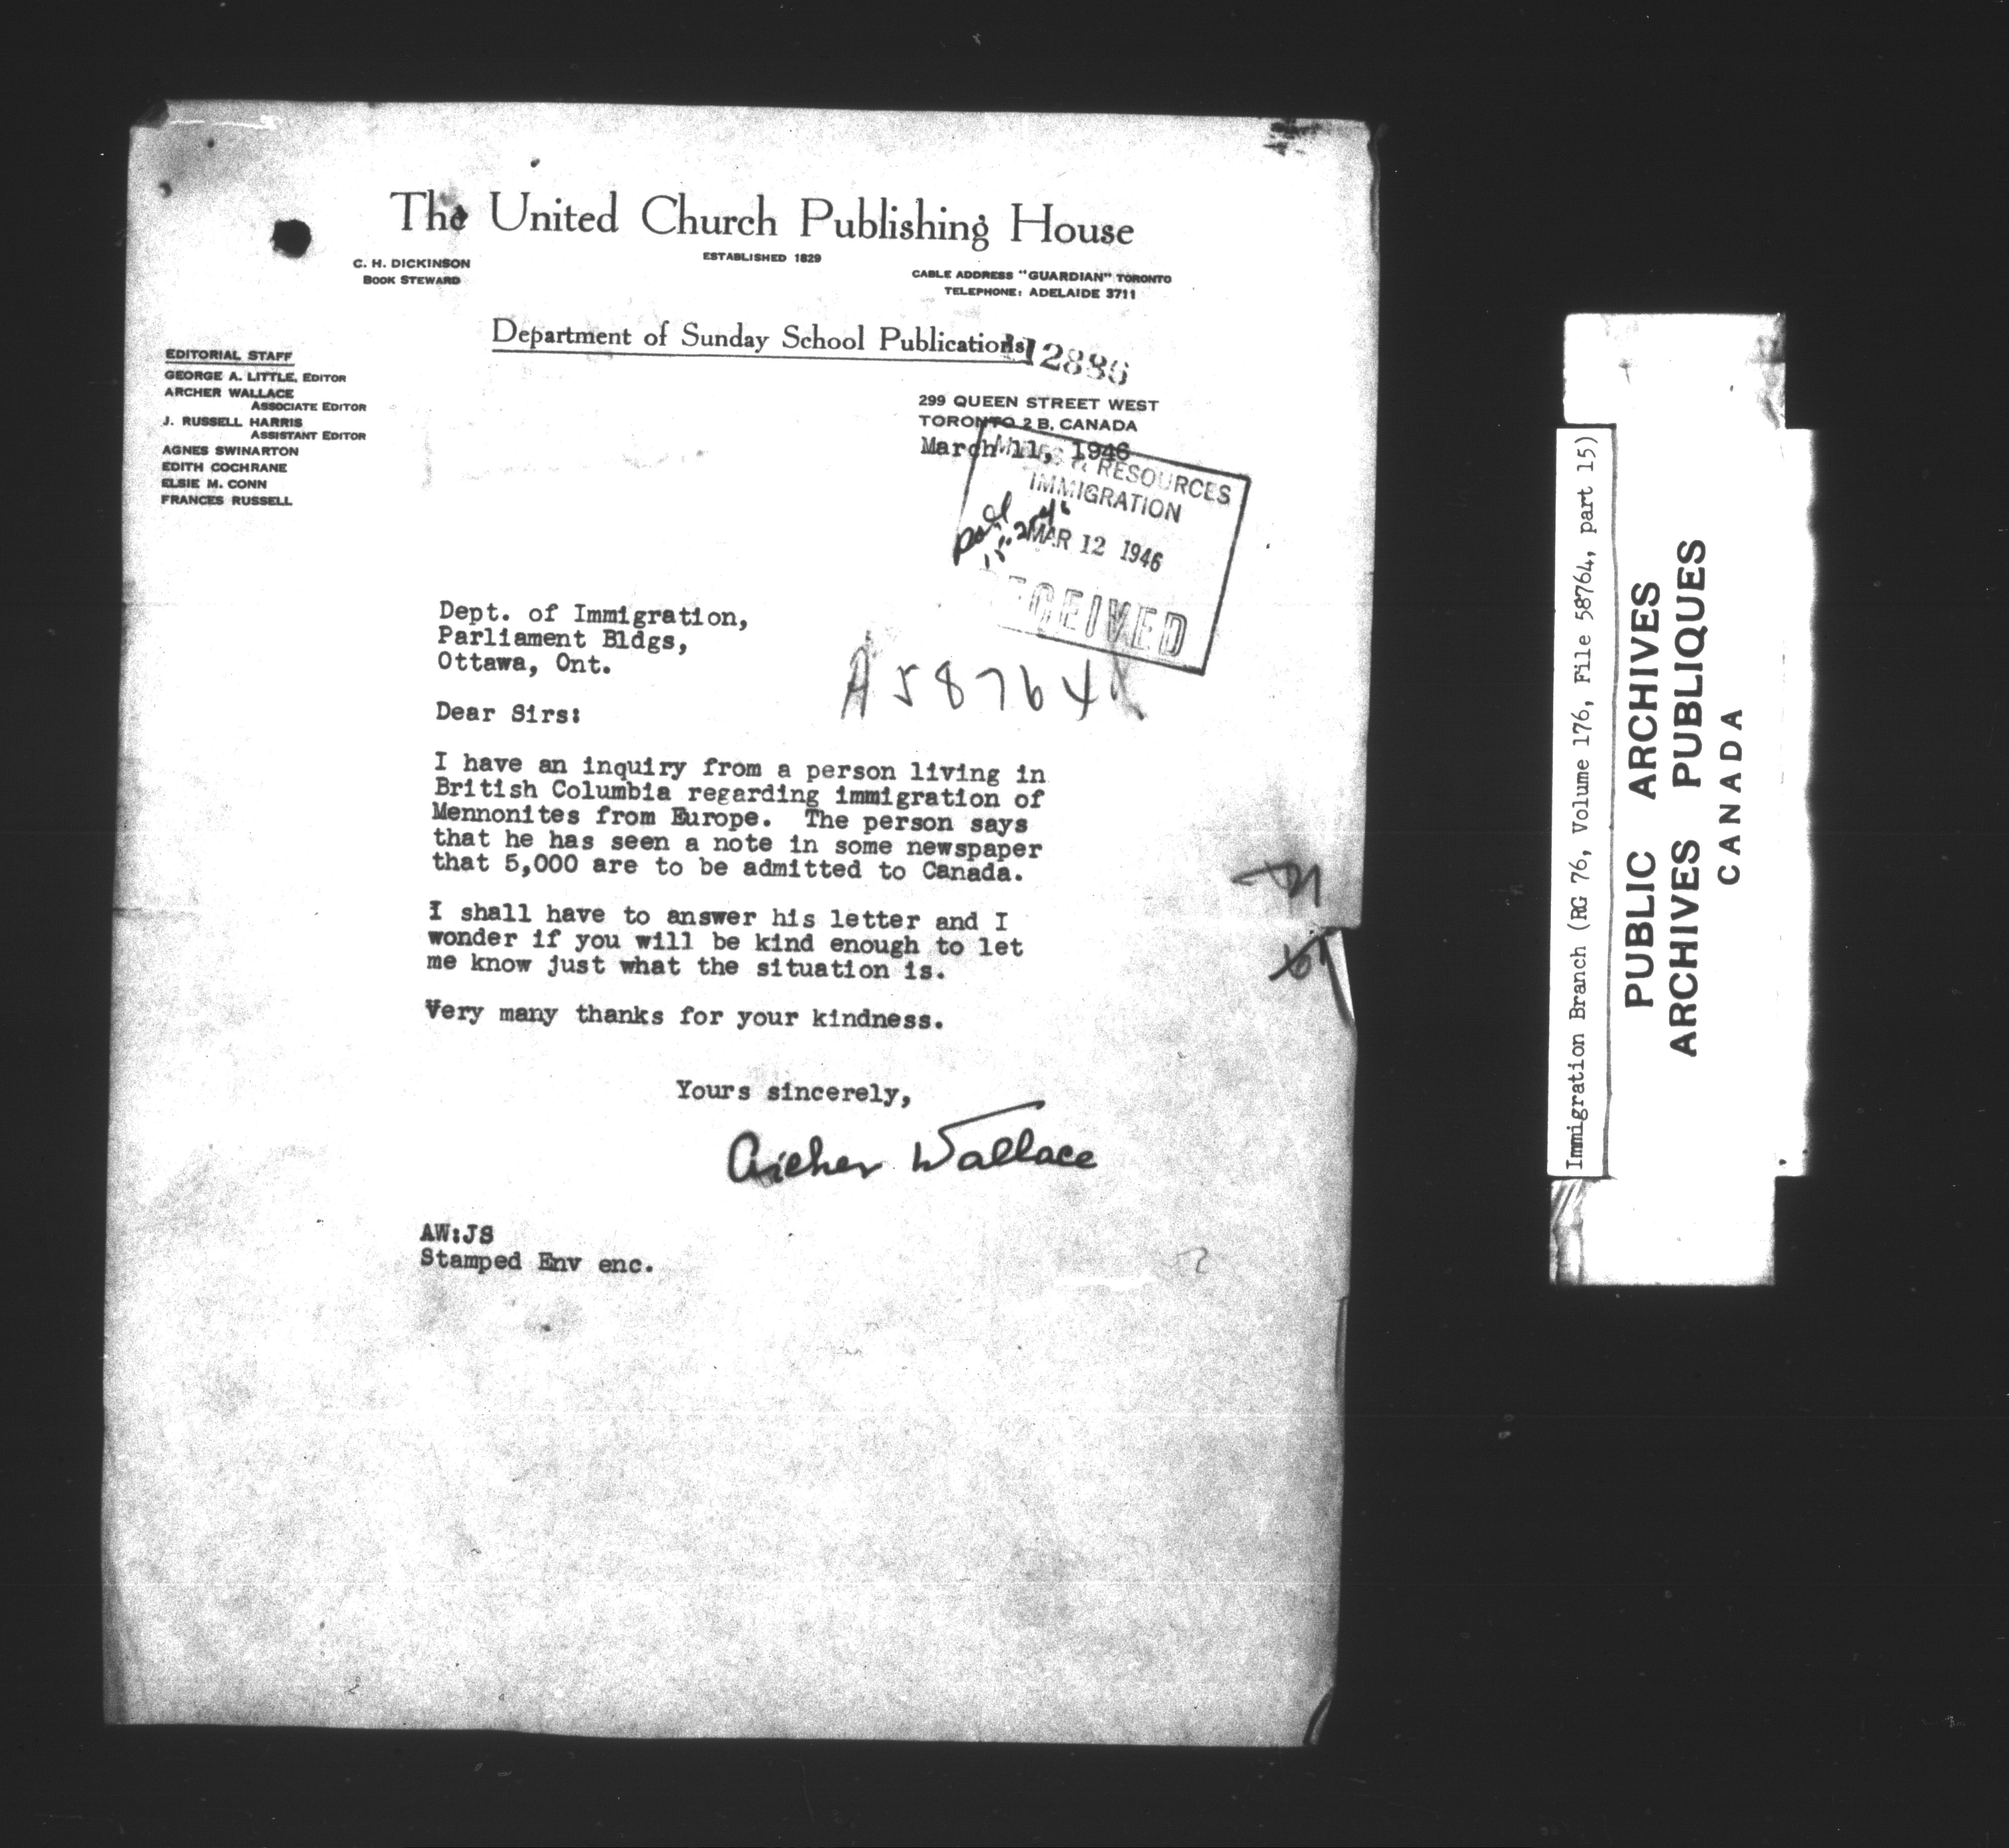 The United Church Publishing House
ESTABLISHED 1829
C. H. DICKINSON
BOOK STEWARD
CABLE ADDRESS "GUARDIAN" TORONTO
TELEPHONE: ADELAIDE 3711
Department of Sunday School Publications
12886
EDITORIAL STAFF
GEORGE A. LITTLE, EDITOR
ARCHER WALLACE
ASSOCIATE EDITOR
J. RUSSELL HARRIS
ASSISTANT EDITOR
AGNES SWINARTON
EDITH COCHRANE
ELSIE M. CONN
FRANCES RUSSELL
299 QUEEN STREET WEST
TORONTO 2 B, CANADA
March 11, 1946
MINES & RESOURCES
IMMIGRATION
MAR 12 1946
RECEIVED
Dept. of Immigration,
Parliament Bldgs,
Ottawa, Ont.
A 58764
Dear Sirs:
I have an inquiry from a person living in
British Columbia regarding immigration of
Mennonites from Europe. The person says
that he has seen a note in some newspaper
that 5,000 are to be admitted to Canada.
I shall have to answer his letter and I
wonder if you will be kind enough to let
me know just what the situation is.
Very many thanks for your kindness.
Yours sincerely,
Archer Wallace
AW:JS
Stamped Env enc.
Immigration Branch (RG 76, Volume 176, File 58764, part 15)
PUBLIC ARCHIVES
ARCHIVES PUBLIQUES
CANADA